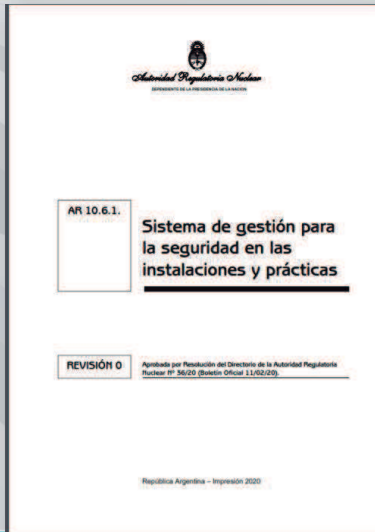 Autoridad Regulatoria Nuclear
DEPENDIENTE DE LA PRESIDENCIA DE LA NACION
AR 10.6.1.
Sistema de gestión para
la seguridad en las
instalaciones y prácticas
REVISIÓN 0
Aprobada por Resolución del Directorio de la Autoridad Regulatoria
Nuclear Nº 56/20 (Boletín Oficial 11/02/20).
República Argentina – Impresión 2020